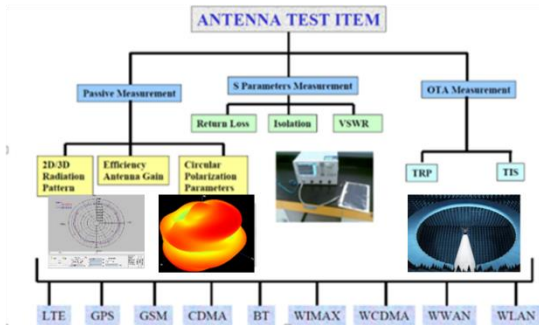 ANTENNA TEST ITEM
Passive Measurement
S Parameters Measurement
OTA Measurement
Return Loss
Isolation
VSWR
2D/3D
Radiation
Pattern
Efficiency
Antenna Gain
Circular
Polarization
Parameters
TRP
TIS
LTE
GPS
GSM
CDMA
BT
WIMAX
WCDMA
WWAN
WLAN